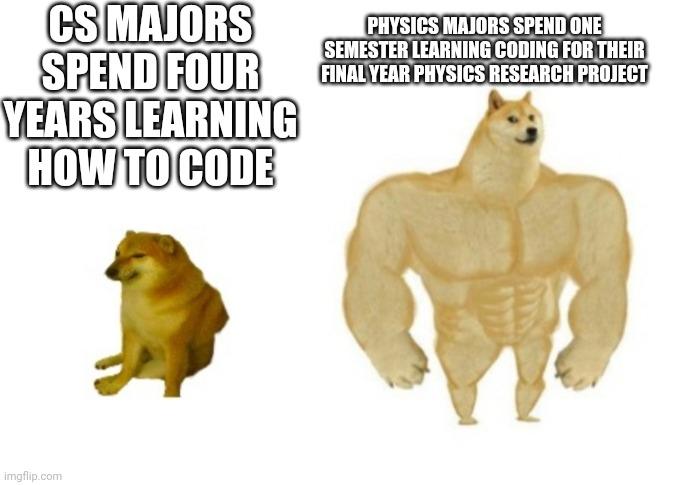 CS MAJORS
SPEND FOUR
YEARS LEARNING
HOW TO CODE
PHYSICS MAJORS SPEND ONE
SEMESTER LEARNING CODING FOR THEIR
FINAL YEAR PHYSICS RESEARCH PROJECT
imgflip.com